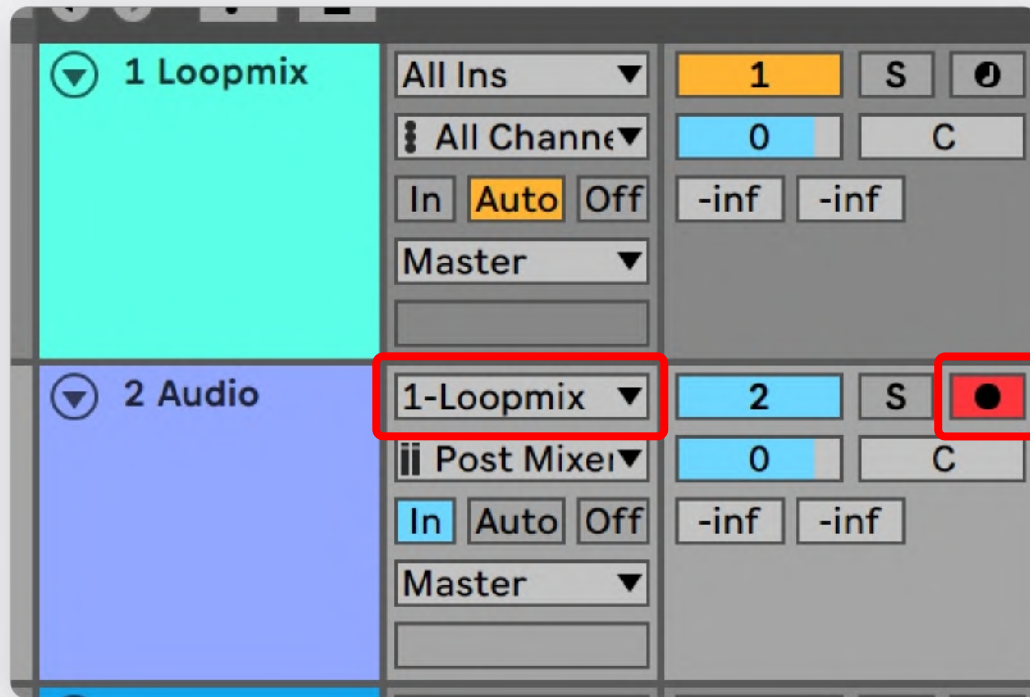 1 Loopmix All Ins 1 S
All Channe 0 C
In Auto Off -inf -inf
Master
2 Audio 1-Loopmix 2 S
Post Mixer 0 C
In Auto Off -inf -inf
Master